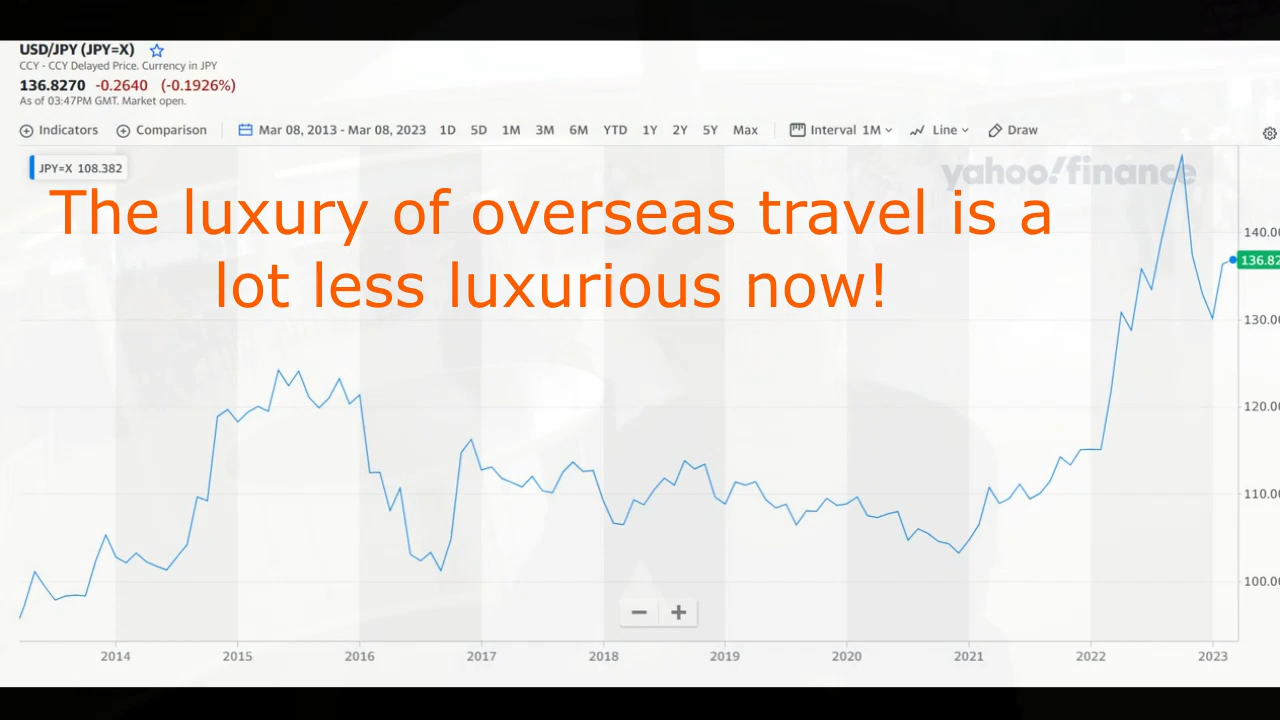 USD/JPY (JPY=X)
CCY - CCY Delayed Price. Currency in JPY
136.8270 -0.2640 (-0.1926%)
As of 03:47PM GMT. Market open.
Indicators Comparison Mar 08, 2013 - Mar 08, 2023 1D 5D 1M 3M 6M YTD 1Y 2Y 5Y Max Interval 1M Line Draw
JPY=X 108.382
yahoo!finance
The luxury of overseas travel is a
lot less luxurious now!
140.00
136.82
130.00
120.00
110.00
100.00
2014 2015 2016 2017 2018 2019 2020 2021 2022 2023